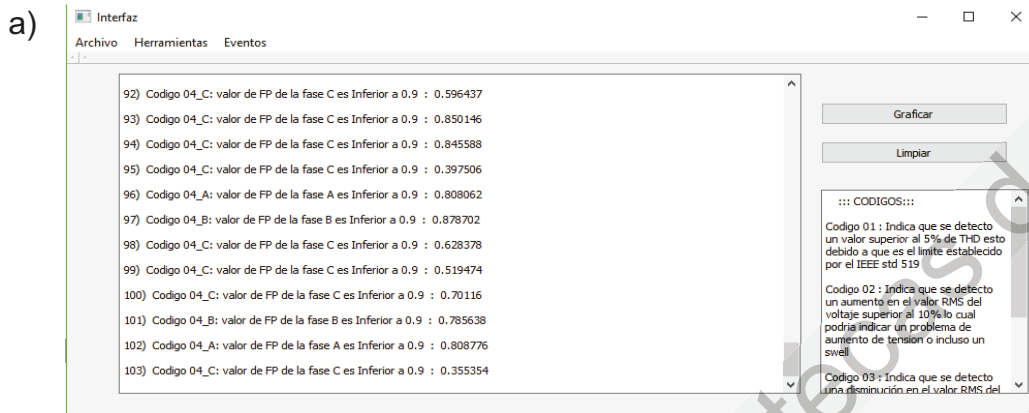 a)
Interfaz
Archivo Herramientas Eventos
92) Codigo 04_C: valor de FP de la fase C es Inferior a 0.9 : 0.596437
93) Codigo 04_C: valor de FP de la fase C es Inferior a 0.9 : 0.850146
94) Codigo 04_C: valor de FP de la fase C es Inferior a 0.9 : 0.845588
95) Codigo 04_C: valor de FP de la fase C es Inferior a 0.9 : 0.397506
96) Codigo 04_A: valor de FP de la fase A es Inferior a 0.9 : 0.808062
97) Codigo 04_B: valor de FP de la fase B es Inferior a 0.9 : 0.878702
98) Codigo 04_C: valor de FP de la fase C es Inferior a 0.9 : 0.628378
99) Codigo 04_C: valor de FP de la fase C es Inferior a 0.9 : 0.519474
100) Codigo 04_C: valor de FP de la fase C es Inferior a 0.9 : 0.70116
101) Codigo 04_B: valor de FP de la fase B es Inferior a 0.9 : 0.785638
102) Codigo 04_A: valor de FP de la fase A es Inferior a 0.9 : 0.808776
103) Codigo 04_C: valor de FP de la fase C es Inferior a 0.9 : 0.355354
Graficar
Limpiar
::: CODIGOS:::
Codigo 01 : Indica que se detecto
un valor superior al 5% de THD esto
debido a que es el limite establecido
por el IEEE std 519
Codigo 02 : Indica que se detecto
un aumento en el valor RMS del
voltaje superior al 10% lo cual
podria indicar un problema de
aumento de tension o incluso un
swell
Codigo 03 : Indica que se detecto
una disminución en el valor RMS del
tecas d